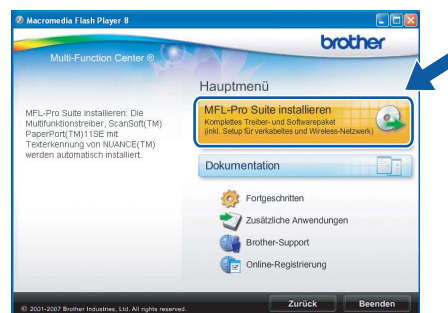 Macromedia Flash Player 8
brother
Multi-Function Center ®
Hauptmenü
MFL-Pro Suite installieren: Die
Multifunktionstreiber, ScanSoft(TM)
PaperPort(TM)11SE mit
Texterkennung von NUANCE(TM)
werden automatisch installiert.
MFL-Pro Suite installieren
Komplettes Treiber- und Softwarepaket
(inkl. Setup für verkabeltes und Wireless-Netzwerk)
Dokumentation
Fortgeschritten
Zusätzliche Anwendungen
Brother-Support
Online-Registrierung
© 2001-2007 Brother Industries, Ltd. All rights reserved.
Zurück
Beenden